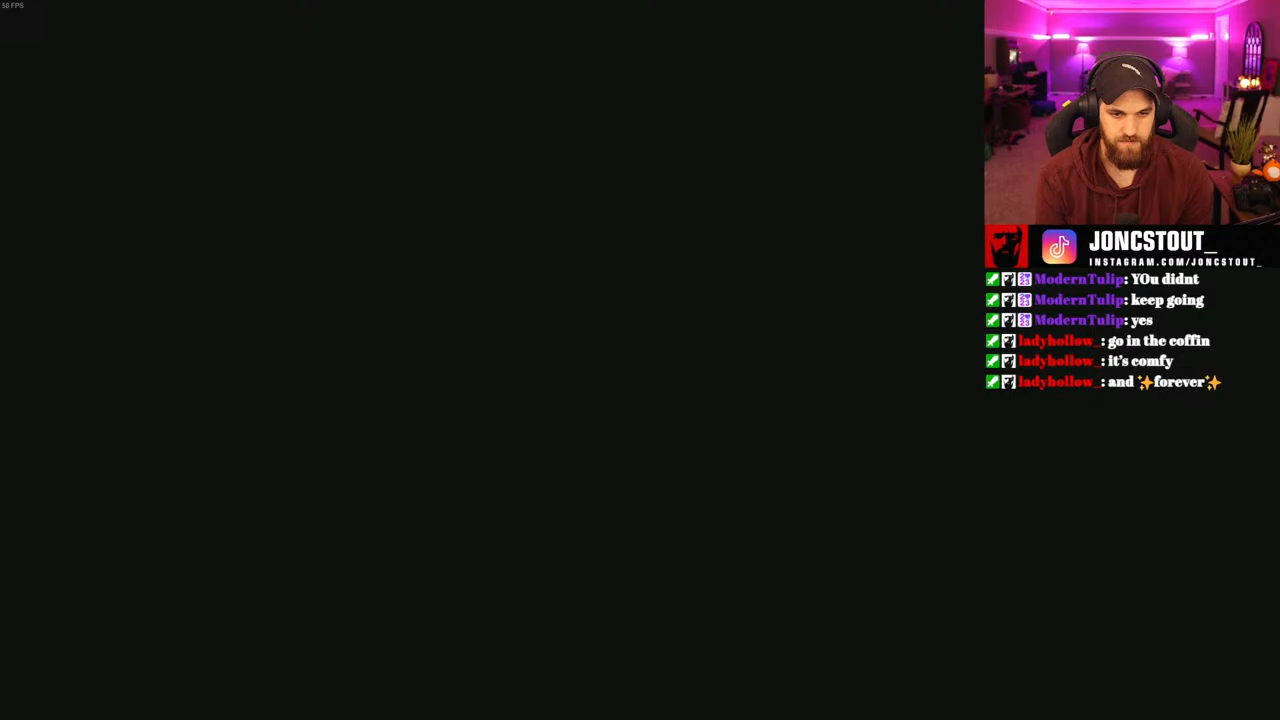 58 FPS
JONCSTOUT_
INSTAGRAM.COM/JONCSTOUT_
ModernTulip: YOu didnt
ModernTulip: keep going
ModernTulip: yes
ladyhollow_: go in the coffin
ladyhollow_: it's comfy
ladyhollow_: and ✨forever✨